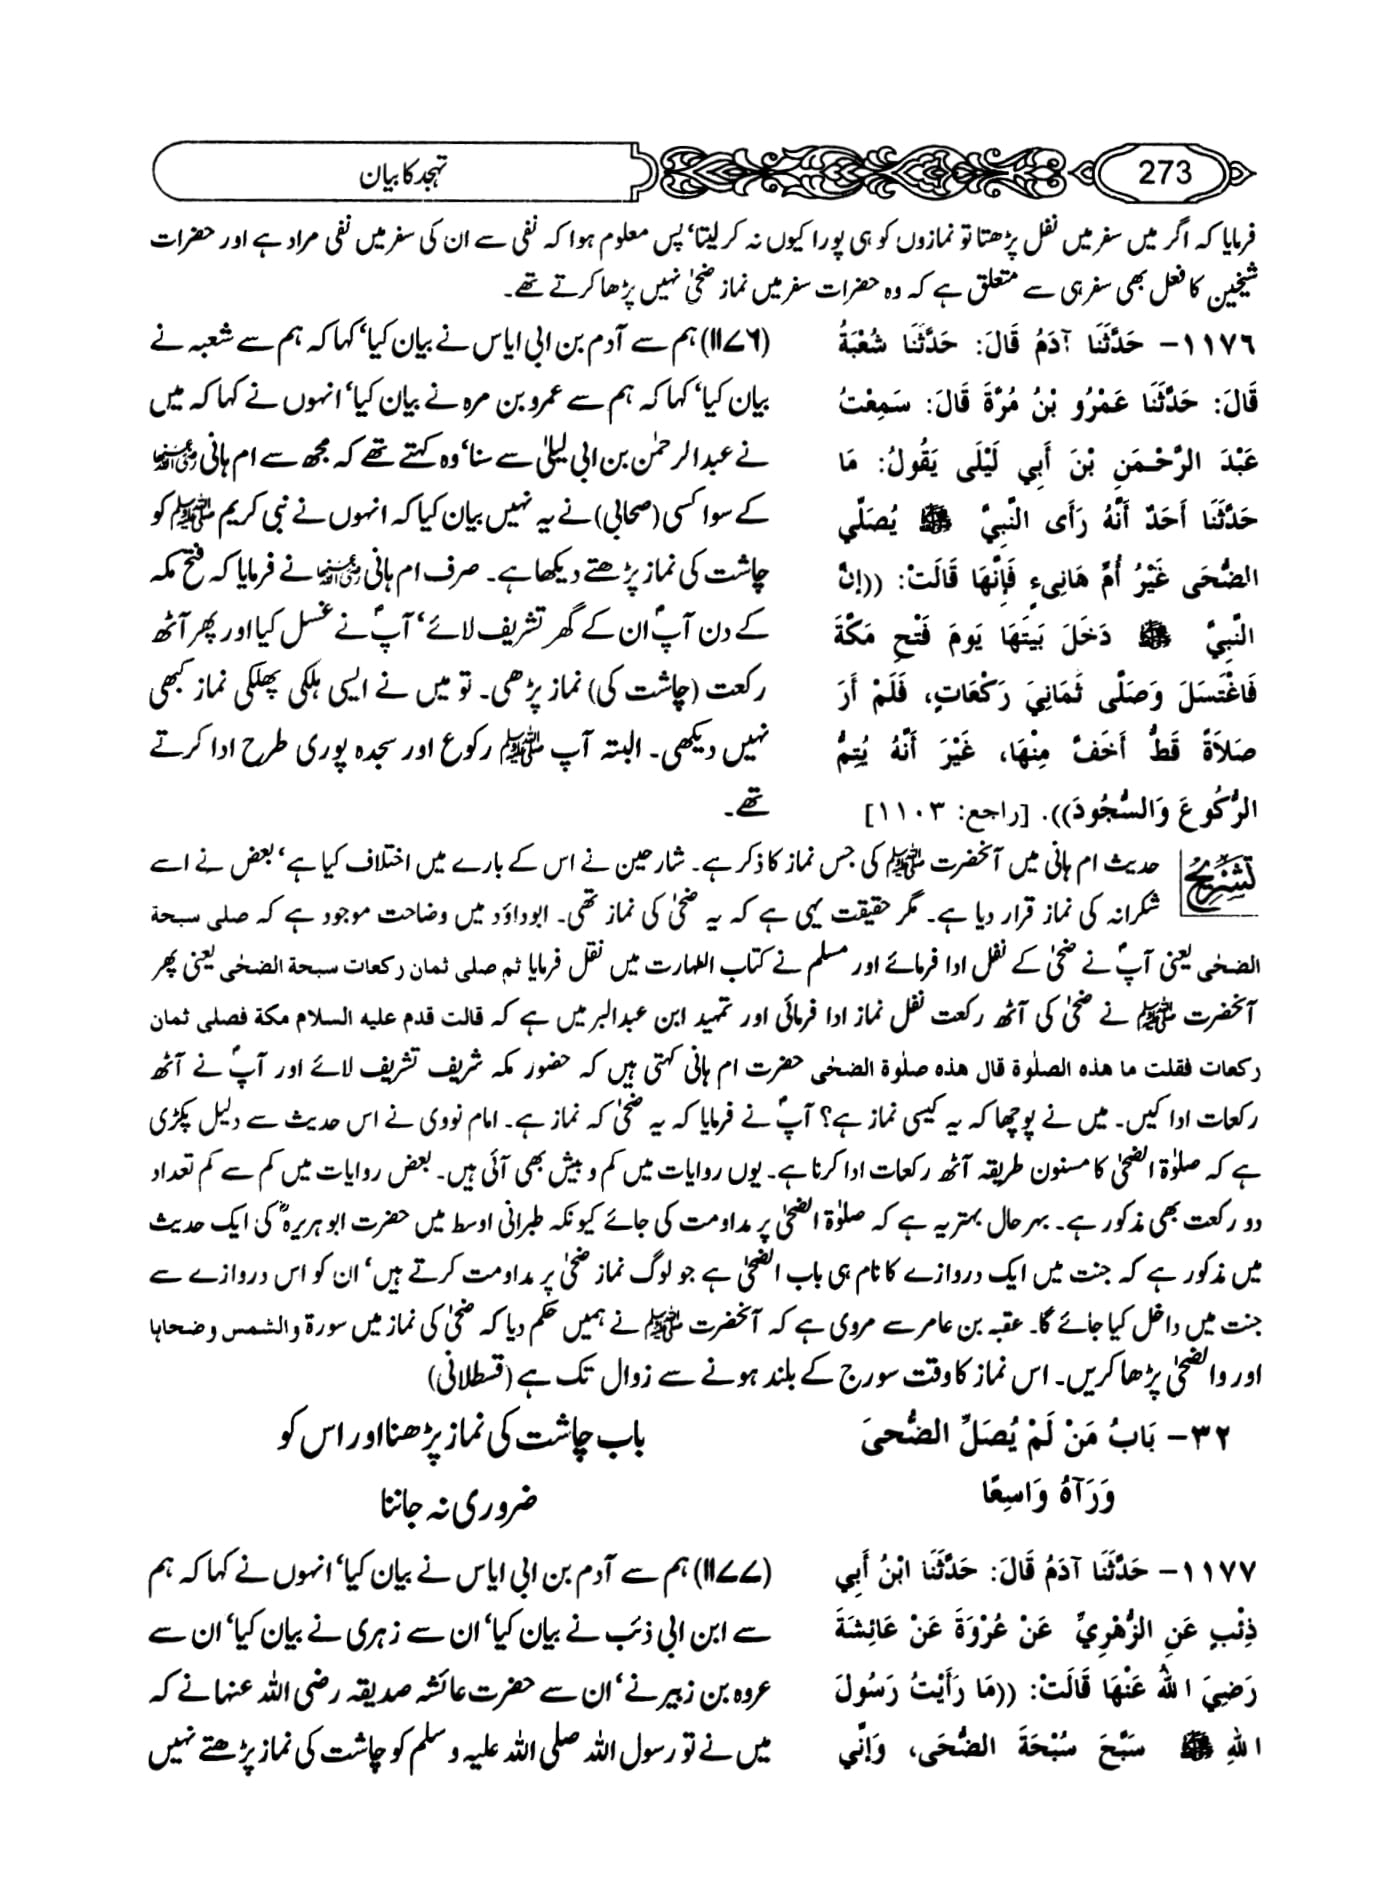 تہجد کا بیان
273
فرمایا کہ اگر میں سفر میں نفل پڑھتا تو نمازوں کو ہی پورا کیوں نہ کر لیتا‘ پس معلوم ہوا کہ نفی سے ان کی سفر میں نفی مراد ہے اور حضرات
شیخین کا فعل بھی سفر ہی سے متعلق ہے کہ وہ حضرات سفر میں نماز ضحیٰ نہیں پڑھا کرتے تھے۔
١١٧٦– حَدَّثَنَا آدَمُ قَالَ: حَدَّثَنَا شُعْبَةُ
قَالَ: حَدَّثَنَا عَمْرُو بْنُ مُرَّةَ قَالَ: سَمِعْتُ
عَبْدَ الرَّحْمَنِ بْنَ أَبِي لَيْلَى يَقُولُ: مَا
حَدَّثَنَا أَحَدٌ أَنَّهُ رَأَى النَّبِيَّ ﷺ يُصَلِّي
الضُّحَى غَيْرُ أُمِّ هَانِيءٍ فَإِنَّهَا قَالَتْ: ((إِنَّ
النَّبِيَّ ﷺ دَخَلَ بَيتَهَا يَومَ فَتْحِ مَكَّةَ
فَاغْتَسَلَ وَصَلَّى ثَمَانِيَ رَكْعَاتٍ، فَلَمْ أَرَ
صَلاَةً قَطُّ أَخَفَّ مِنْهَا، غَيْرَ أَنَّهُ يُتِمُّ
الرُّكُوعَ وَالسُّجُودَ)). [راجع: ١١٠٣]
(۱۱۷۶) ہم سے آدم بن ابی ایاس نے بیان کیا‘ کہا کہ ہم سے شعبہ نے
بیان کیا‘ کہا کہ ہم سے عمرو بن مرہ نے بیان کیا‘ انہوں نے کہا کہ میں
نے عبدالرحمٰن بن ابی لیلیٰ سے سنا‘ وہ کہتے تھے کہ مجھ سے ام ہانی رضی اللہ عنہا
کے سوا کسی (صحابی) نے یہ نہیں بیان کیا کہ انہوں نے نبی کریم ﷺ کو
چاشت کی نماز پڑھتے دیکھا ہے۔ صرف ام ہانی رضی اللہ عنہا نے فرمایا کہ فتح مکہ
کے دن آپؐ ان کے گھر تشریف لائے‘ آپؐ نے غسل کیا اور پھر آٹھ
رکعت (چاشت کی) نماز پڑھی۔ تو میں نے ایسی ہلکی پھلکی نماز کبھی
نہیں دیکھی۔ البتہ آپ ﷺ رکوع اور سجدہ پوری طرح ادا کرتے
تھے۔
تشریح حدیث ام ہانی میں آنحضرت ﷺ کی جس نماز کا ذکر ہے۔ شارحین نے اس کے بارے میں اختلاف کیا ہے‘ بعض نے اسے
شکرانہ کی نماز قرار دیا ہے۔ مگر حقیقت یہی ہے کہ یہ ضحیٰ کی نماز تھی۔ ابوداؤد میں وضاحت موجود ہے کہ صلی سبحة
الضحی یعنی آپؐ نے ضحیٰ کے نفل ادا فرمائے اور مسلم نے کتاب الطہارت میں نقل فرمایا ثم صلی ثمان رکعات سبحة الضحی یعنی پھر
آنحضرت ﷺ نے ضحیٰ کی آٹھ رکعت نفل نماز ادا فرمائی اور تمہید ابن عبدالبر میں ہے کہ قالت قدم علیه السلام مکة فصلی ثمان
رکعات فقلت ما هذه الصلوة قال هذه صلوة الضحی حضرت ام ہانی کہتی ہیں کہ حضور مکہ شریف تشریف لائے اور آپؐ نے آٹھ
رکعات ادا کیں۔ میں نے پوچھا کہ یہ کیسی نماز ہے؟ آپؐ نے فرمایا کہ یہ ضحیٰ کہ نماز ہے۔ امام نووی نے اس حدیث سے دلیل پکڑی
ہے کہ صلوٰۃ الضحیٰ کا مسنون طریقہ آٹھ رکعات ادا کرنا ہے۔ یوں روایات میں کم و بیش بھی آئی ہیں۔ بعض روایات میں کم سے کم تعداد
دو رکعت بھی مذکور ہے۔ بہر حال بہتر یہ ہے کہ صلوٰۃ الضحیٰ پر مداومت کی جائے کیونکہ طبرانی اوسط میں حضرت ابو ہریرہؓ کی ایک حدیث
میں مذکور ہے کہ جنت میں ایک دروازے کا نام ہی باب الضحیٰ ہے جو لوگ نماز ضحیٰ پر مداومت کرتے ہیں‘ ان کو اس دروازے سے
جنت میں داخل کیا جائے گا۔ عقبہ بن عامر سے مروی ہے کہ آنحضرت ﷺ نے ہمیں حکم دیا کہ ضحیٰ کی نماز میں سورۃ والشمس وضحاہا
اور والضحیٰ پڑھا کریں۔ اس نماز کا وقت سورج کے بلند ہونے سے زوال تک ہے (قسطلانی)
٣٢– بَابُ مَنْ لَمْ يُصَلِّ الضُّحىَ
وَرَآهُ وَاسِعًا
باب چاشت کی نماز پڑھنا اور اس کو
ضروری نہ جاننا
١١٧٧– حَدَّثَنَا آدَمُ قَالَ: حَدَّثَنَا ابْنُ أَبِي
ذِئْبٍ عَنِ الزُّهْرِيِّ عَنْ عُرْوَةَ عَنْ عَائِشَةَ
رَضِيَ اللهُ عَنْهَا قَالَتْ: ((مَا رَأَيْتُ رَسُولَ
اللهِ ﷺ سَبَّحَ سُبْحَةَ الضُّحَى، وَإِنِّي
(۱۱۷۷) ہم سے آدم بن ابی ایاس نے بیان کیا‘ انہوں نے کہا کہ ہم
سے ابن ابی ذئب نے بیان کیا‘ ان سے زہری نے بیان کیا‘ ان سے
عروہ بن زبیر نے‘ ان سے حضرت عائشہ صدیقہ رضی اللہ عنہا نے کہ
میں نے تو رسول اللہ صلی اللہ علیہ و سلم کو چاشت کی نماز پڑھتے نہیں